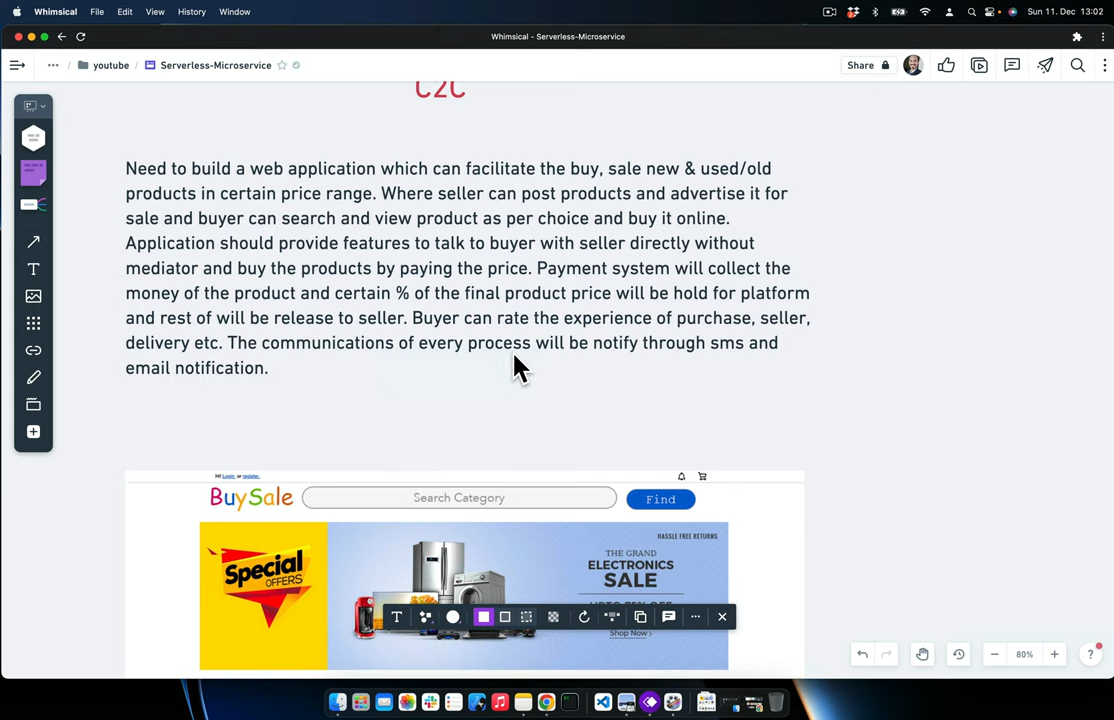 Whimsical File Edit View History Window Sun 11. Dec 13:02
Whimsical - Serverless-Microservice
youtube / Serverless-Microservice Share
C2C
Need to build a web application which can facilitate the buy, sale new & used/old
products in certain price range. Where seller can post products and advertise it for
sale and buyer can search and view product as per choice and buy it online.
Application should provide features to talk to buyer with seller directly without
mediator and buy the products by paying the price. Payment system will collect the
money of the product and certain % of the final product price will be hold for platform
and rest of will be release to seller. Buyer can rate the experience of purchase, seller,
delivery etc. The communications of every process will be notify through sms and
email notification.
Hi! Login. or register.
BuySale Search Category Find
HASSLE FREE RETURNS
Special
OFFERS
THE GRAND
ELECTRONICS
SALE
Shop Now
80%